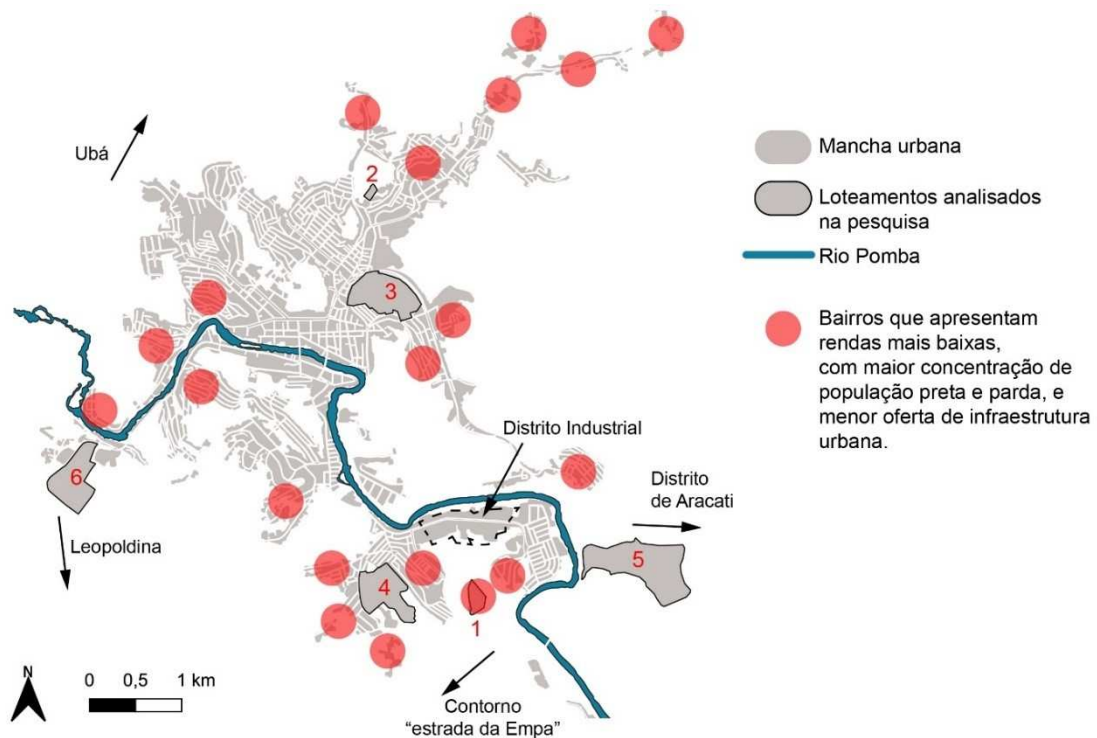 Ubá
2
3
6
Leopoldina
Distrito Industrial
Distrito
de Aracati
5
4
1
Contorno
“estrada da Empa”
N
0 0,5 1 km
Mancha urbana
Loteamentos analisados
na pesquisa
Rio Pomba
Bairros que apresentam
rendas mais baixas,
com maior concentração de
população preta e parda, e
menor oferta de infraestrutura
urbana.